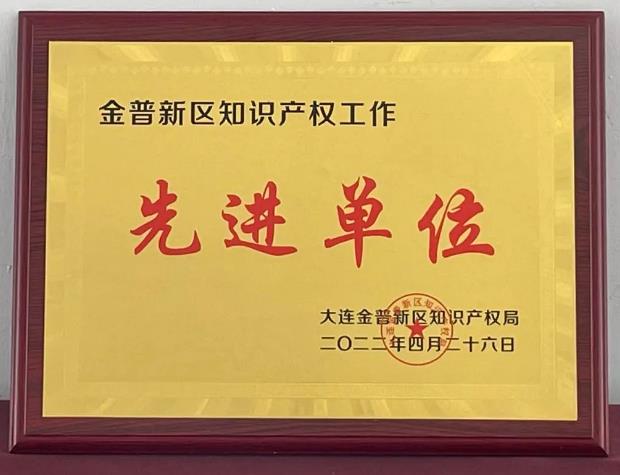 金普新区知识产权工作
先进单位
大连金普新区知识产权局
二〇二二年四月二十六日